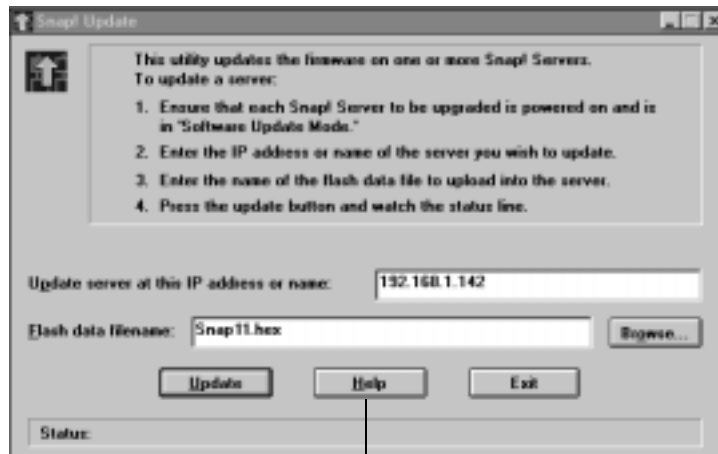 Snap! Update
This utility updates the firmware on one or more Snap! Servers.
To update a server:
1. Ensure that each Snap! Server to be upgraded is powered on and is
in "Software Update Mode."
2. Enter the IP address or name of the server you wish to update.
3. Enter the name of the flash data file to upload into the server.
4. Press the update button and watch the status line.
Update server at this IP address or name: 192.168.1.142
Flash data filename: Snap11.hex Browse...
Update Help Exit
Status: